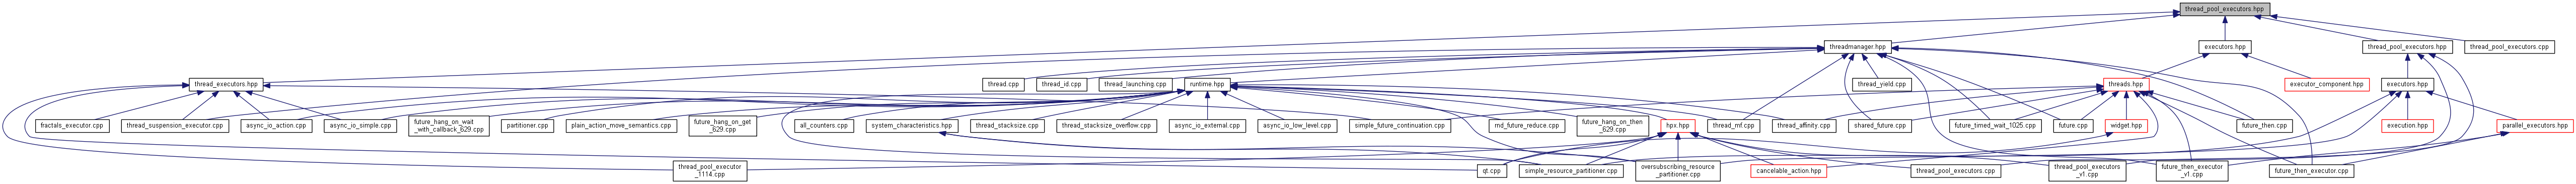 thread_pool_executors.hpp
threadmanager.hpp
executors.hpp
thread_pool_executors.hpp
thread_pool_executors.cpp
thread_executors.hpp
thread.cpp
thread_id.cpp
thread_launching.cpp
runtime.hpp
thread_yield.cpp
threads.hpp
executor_component.hpp
executors.hpp
fractals_executor.cpp
thread_suspension_executor.cpp
async_io_action.cpp
async_io_simple.cpp
future_hang_on_wait
_with_callback_629.cpp
partitioner.cpp
plain_action_move_semantics.cpp
future_hang_on_get
_629.cpp
all_counters.cpp
system_characteristics.hpp
thread_stacksize.cpp
thread_stacksize_overflow.cpp
async_io_external.cpp
async_io_low_level.cpp
simple_future_continuation.cpp
rnd_future_reduce.cpp
future_hang_on_then
_629.cpp
hpx.hpp
thread_mf.cpp
thread_affinity.cpp
shared_future.cpp
future_timed_wait_1025.cpp
future.cpp
widget.hpp
future_then.cpp
execution.hpp
parallel_executors.hpp
thread_pool_executor
_1114.cpp
qt.cpp
simple_resource_partitioner.cpp
oversubscribing_resource
_partitioner.cpp
cancelable_action.hpp
thread_pool_executors.cpp
thread_pool_executors
_v1.cpp
future_then_executor
_v1.cpp
future_then_executor.cpp